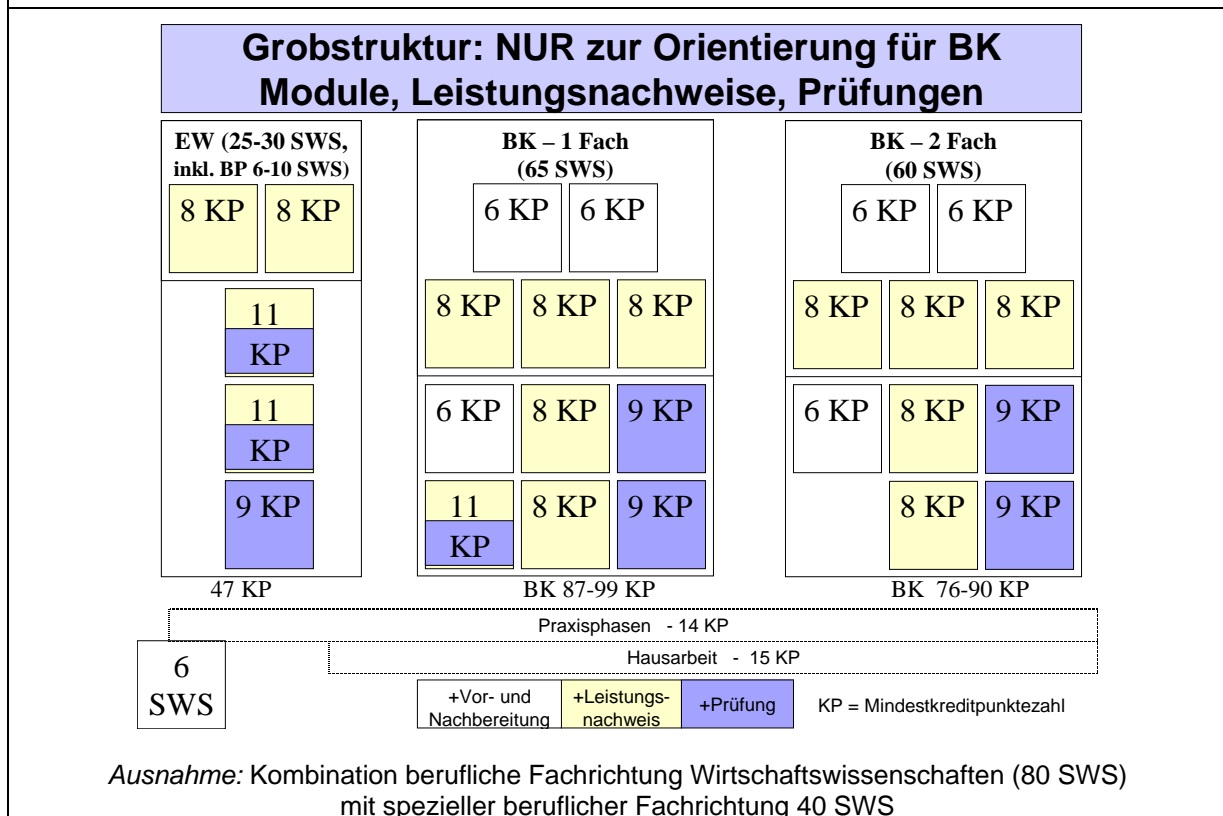 Grobstruktur: NUR zur Orientierung für BK
Module, Leistungsnachweise, Prüfungen
EW (25-30 SWS,
inkl. BP 6-10 SWS)
8 KP
8 KP
11
KP
11
KP
9 KP
47 KP
BK – 1 Fach
(65 SWS)
6 KP
6 KP
8 KP
8 KP
8 KP
6 KP
8 KP
9 KP
11
KP
8 KP
9 KP
BK 87-99 KP
BK – 2 Fach
(60 SWS)
6 KP
6 KP
8 KP
8 KP
8 KP
6 KP
8 KP
9 KP
8 KP
9 KP
BK 76-90 KP
Praxisphasen - 14 KP
Hausarbeit - 15 KP
6
SWS
+Vor- und
Nachbereitung
+Leistungs-
nachweis
+Prüfung
KP = Mindestkreditpunktezahl
Ausnahme: Kombination berufliche Fachrichtung Wirtschaftswissenschaften (80 SWS)
mit spezieller beruflicher Fachrichtung 40 SWS